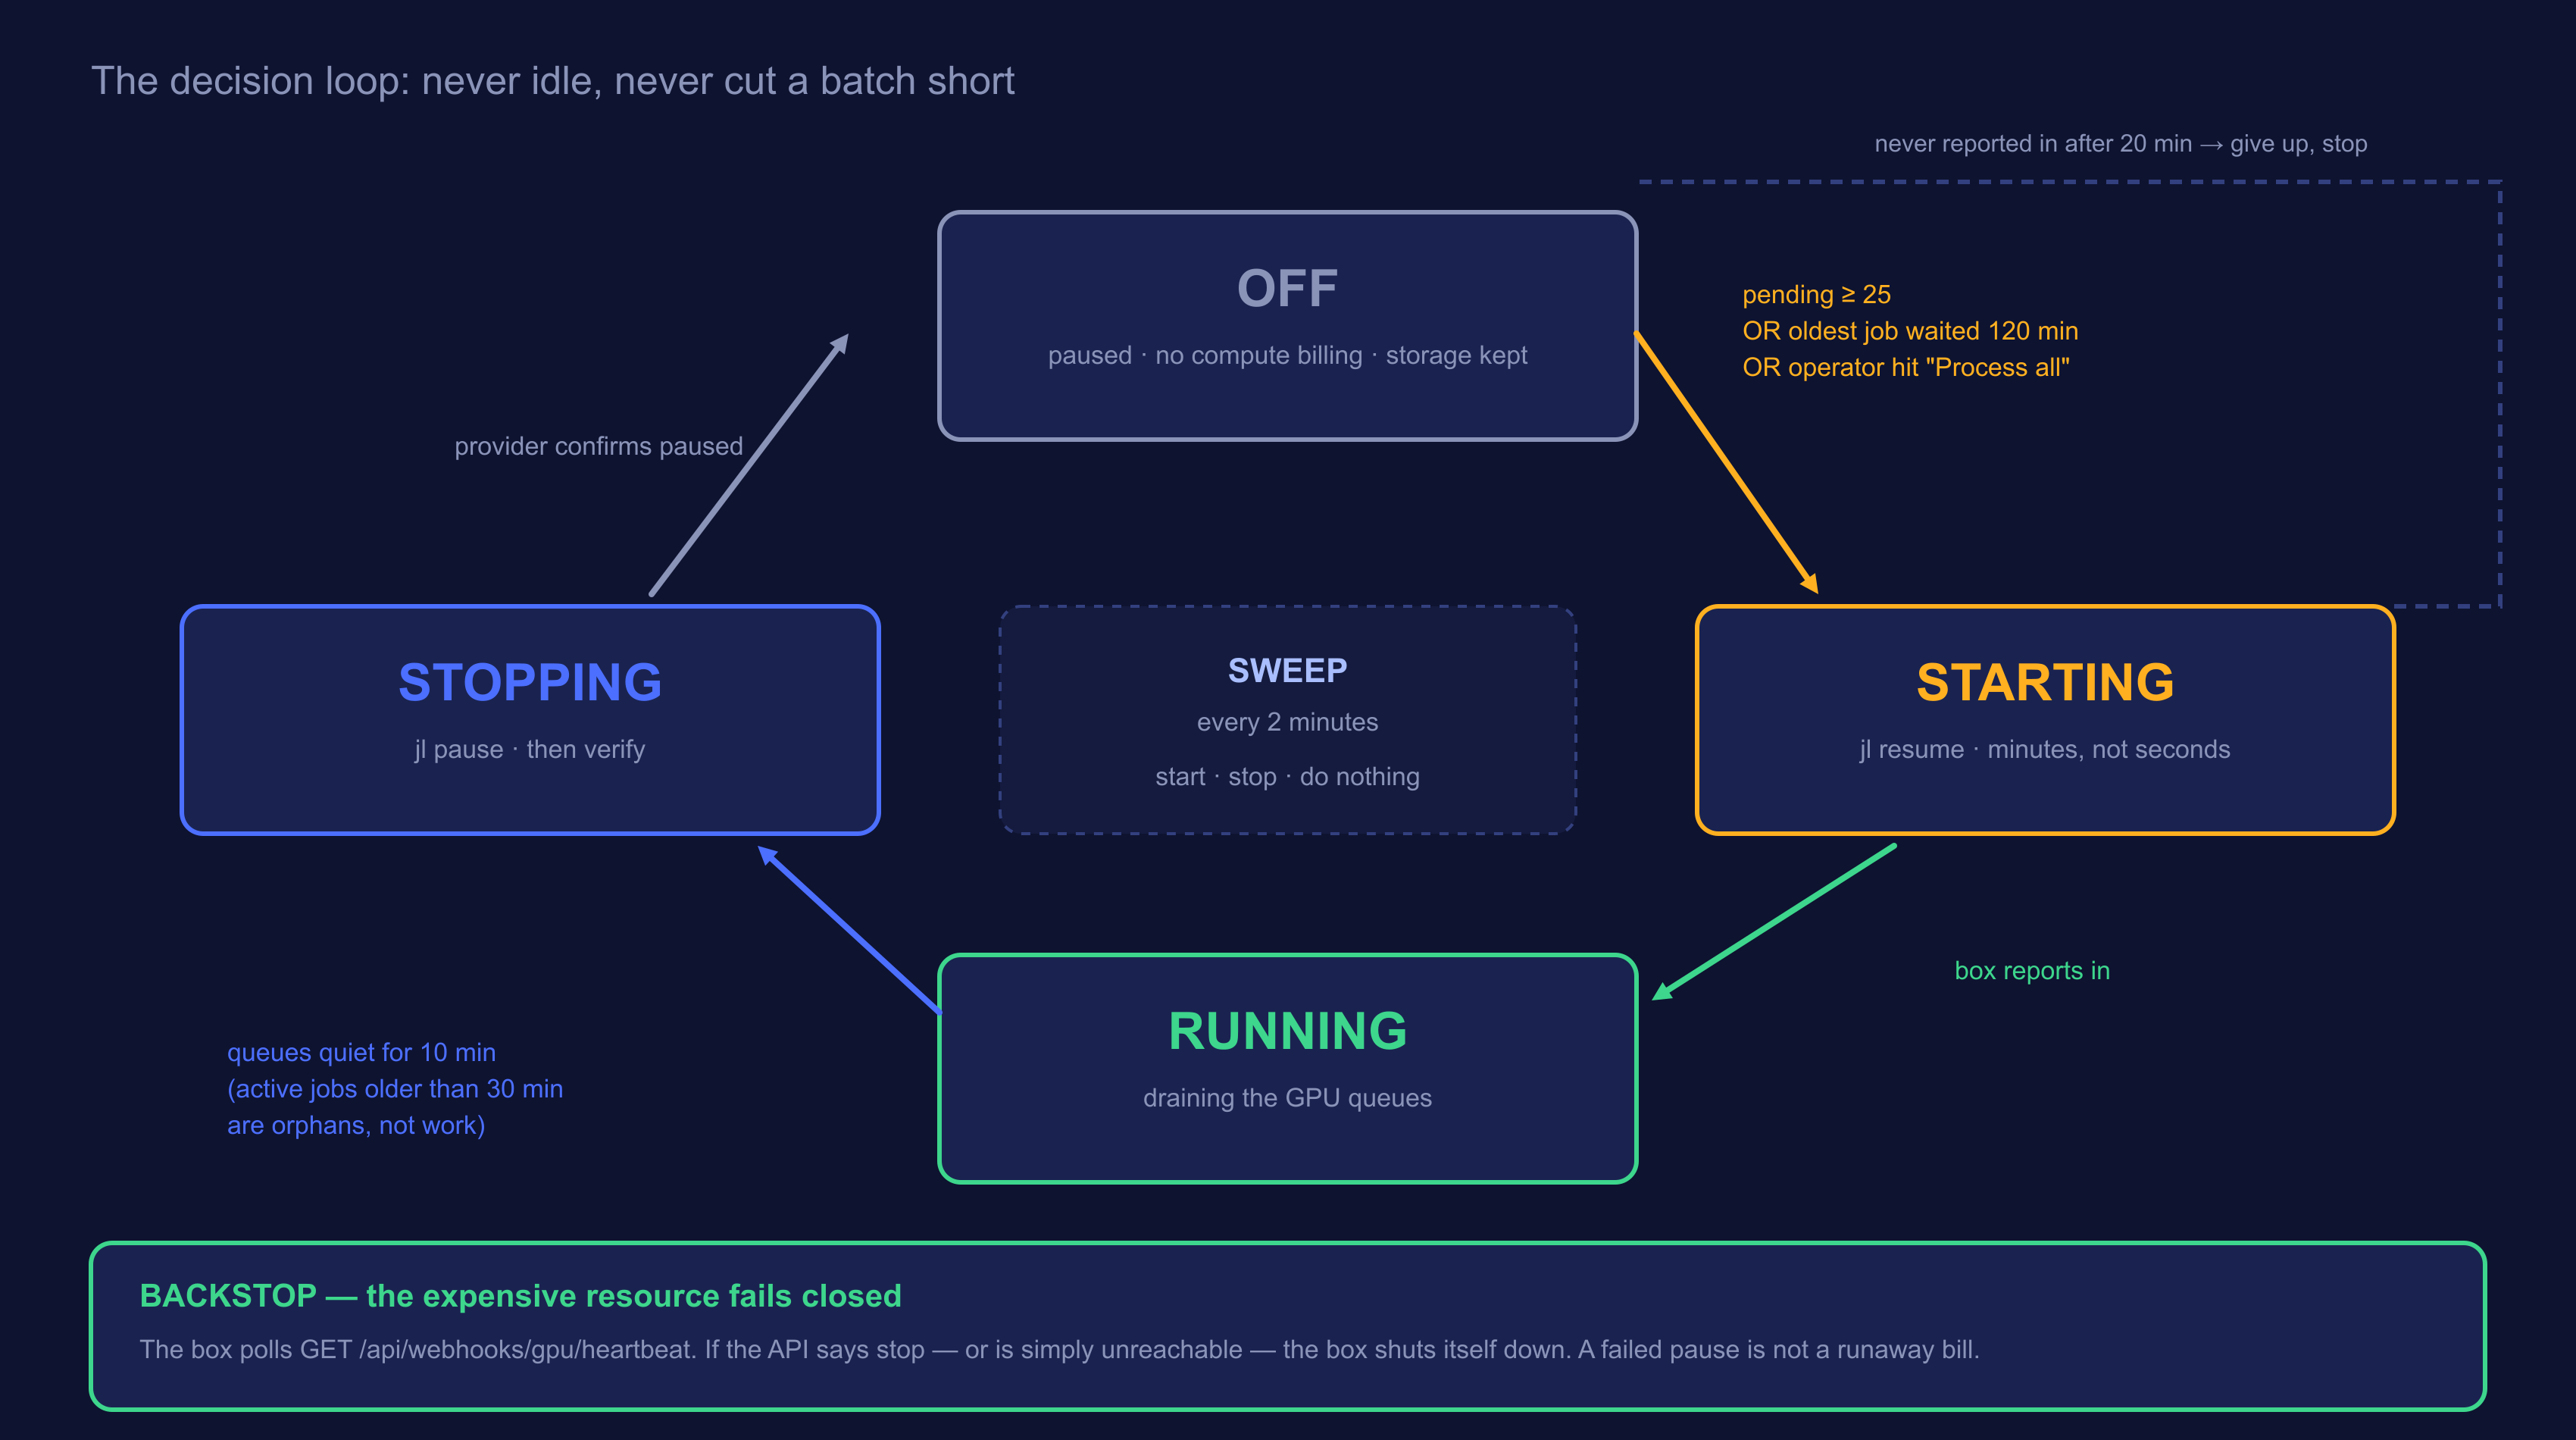 The decision loop: never idle, never cut a batch short
never reported in after 20 min → give up, stop
OFF
paused · no compute billing · storage kept
pending ≥ 25
OR oldest job waited 120 min
OR operator hit "Process all"
provider confirms paused
STOPPING
jl pause · then verify
SWEEP
every 2 minutes
start · stop · do nothing
STARTING
jl resume · minutes, not seconds
box reports in
RUNNING
draining the GPU queues
queues quiet for 10 min
(active jobs older than 30 min
are orphans, not work)
BACKSTOP — the expensive resource fails closed
The box polls GET /api/webhooks/gpu/heartbeat. If the API says stop — or is simply unreachable — the box shuts itself down. A failed pause is not a runaway bill.